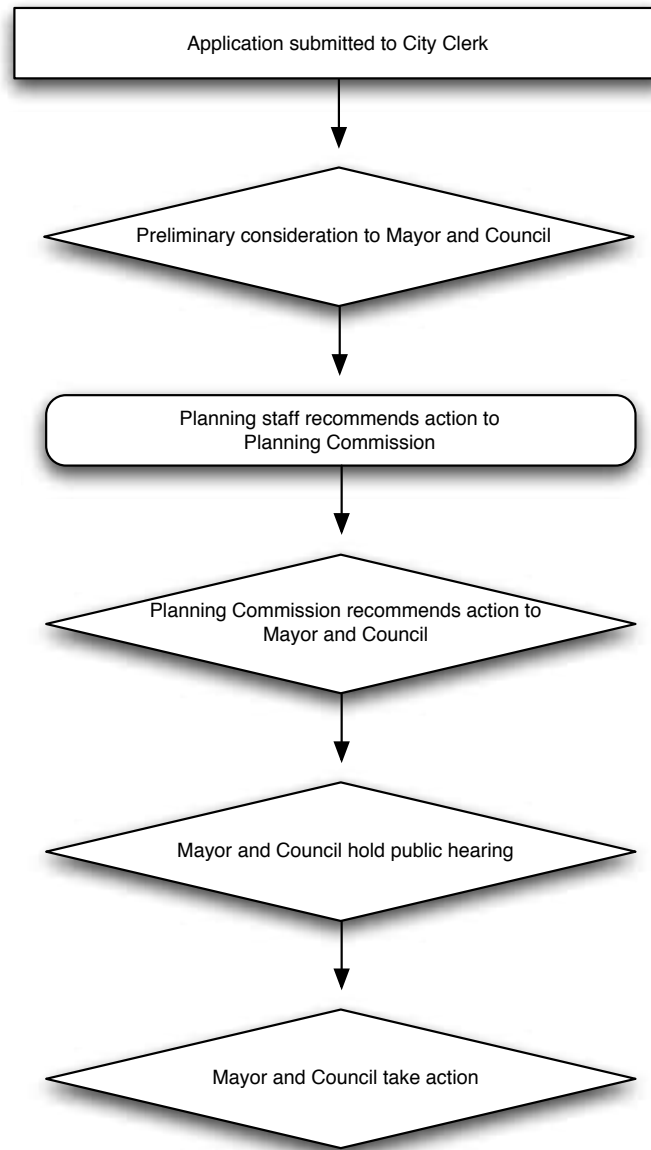 Application submitted to City Clerk
Preliminary consideration to Mayor and Council
Planning staff recommends action to
Planning Commission
Planning Commission recommends action to
Mayor and Council
Mayor and Council hold public hearing
Mayor and Council take action